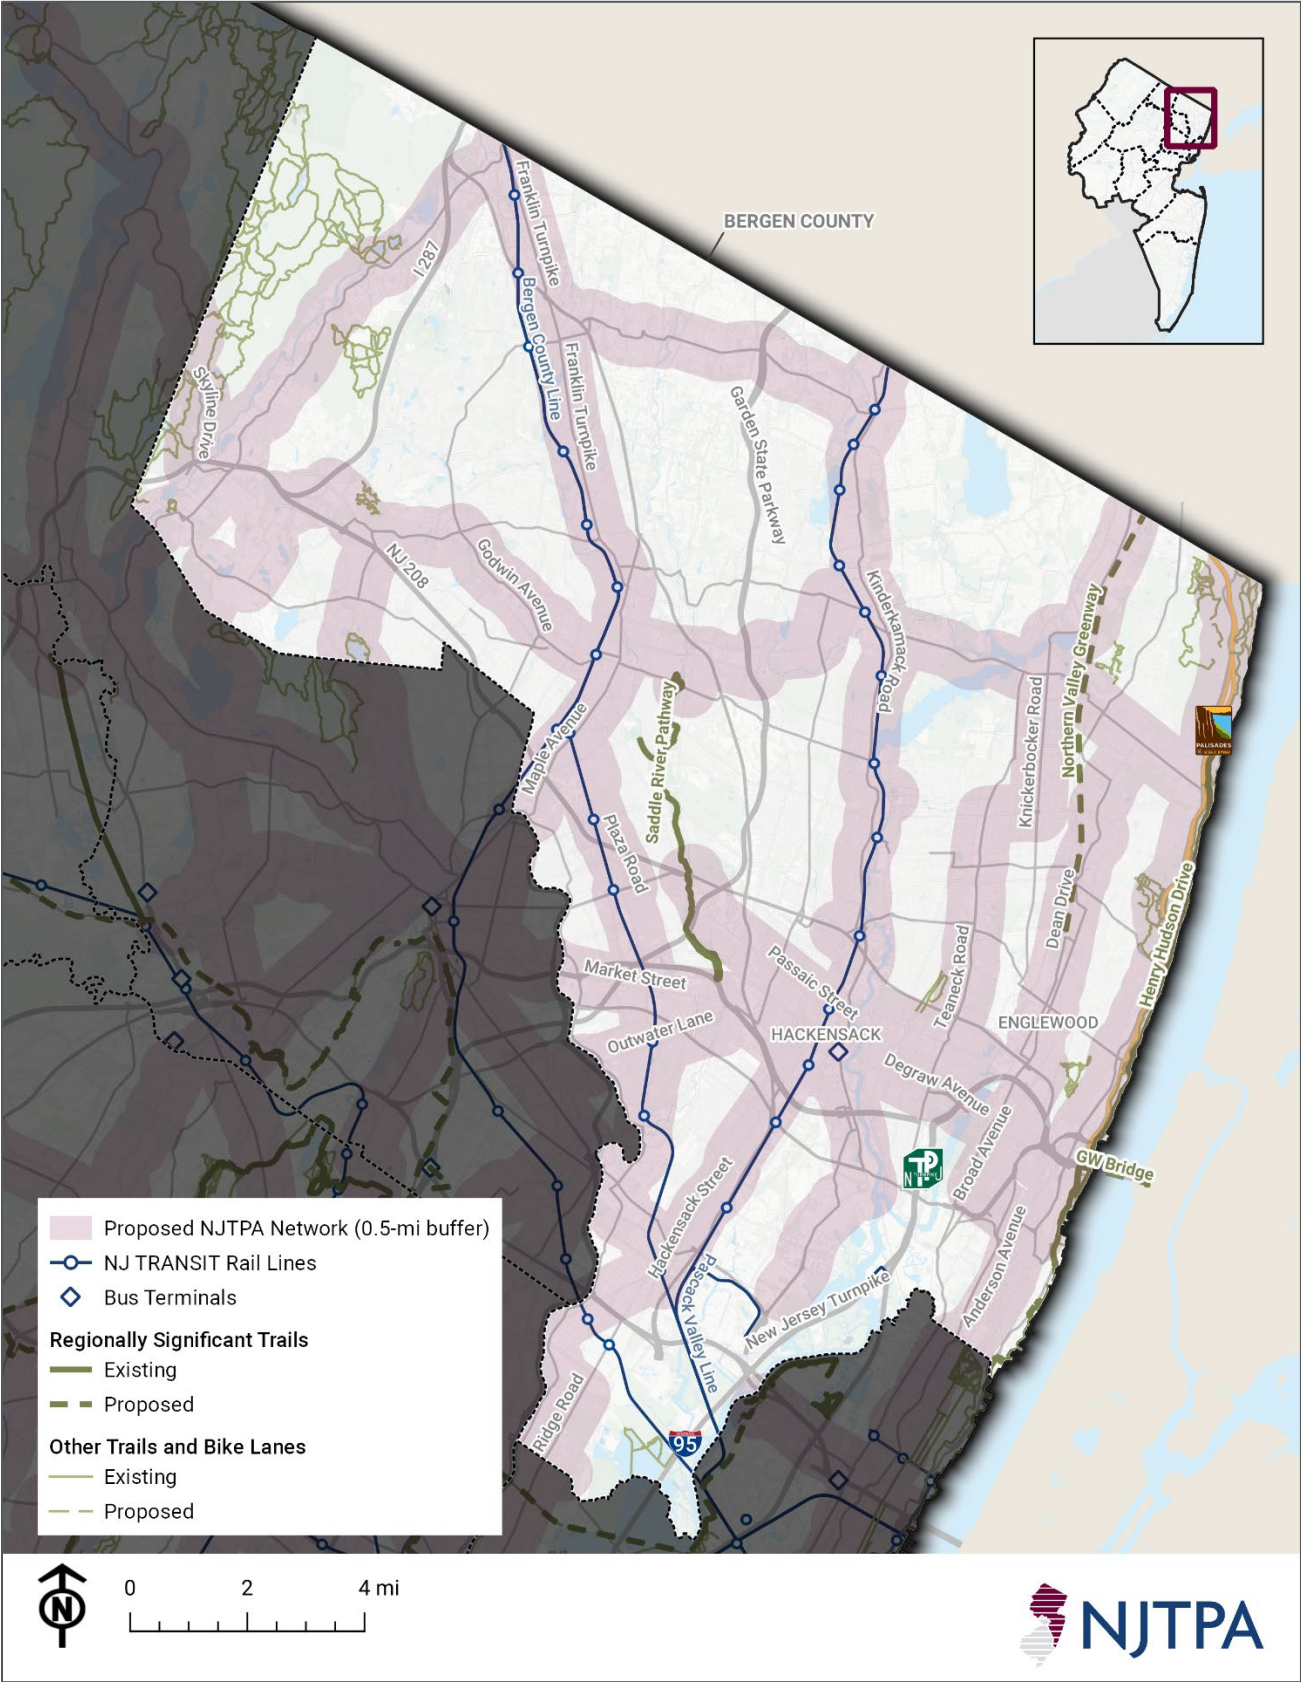 BERGEN COUNTY
Franklin Turnpike
I 287
Bergen County Line
Franklin Turnpike
Skyline Drive
Garden State Parkway
NJ 208
Godwin Avenue
Kinderkamack Road
Northern Valley Greenway
Knickerbocker Road
Saddle River Pathway
Maple Avenue
PALISADES
Plaza Road
Dean Drive
Henry Hudson Drive
Market Street
Passaic Street
Teaneck Road
Outwater Lane
HACKENSACK
ENGLEWOOD
Degraw Avenue
Broad Avenue
GW Bridge
Hackensack Street
Anderson Avenue
Pascack Valley Line
New Jersey Turnpike
Ridge Road
95
Proposed NJTPA Network (0.5-mi buffer)
NJ TRANSIT Rail Lines
Bus Terminals
Regionally Significant Trails
Existing
Proposed
Other Trails and Bike Lanes
Existing
Proposed
N
0 2 4 mi
NJTPA